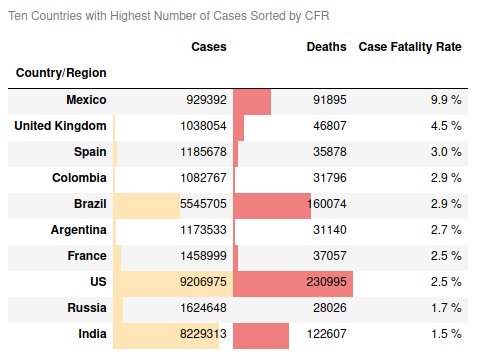 Ten Countries with Highest Number of Cases Sorted by CFR
Cases Deaths Case Fatality Rate
Country/Region
Mexico 929392 91895 9.9 %
United Kingdom 1038054 46807 4.5 %
Spain 1185678 35878 3.0 %
Colombia 1082767 31796 2.9 %
Brazil 5545705 160074 2.9 %
Argentina 1173533 31140 2.7 %
France 1458999 37057 2.5 %
US 9206975 230995 2.5 %
Russia 1624648 28026 1.7 %
India 8229313 122607 1.5 %